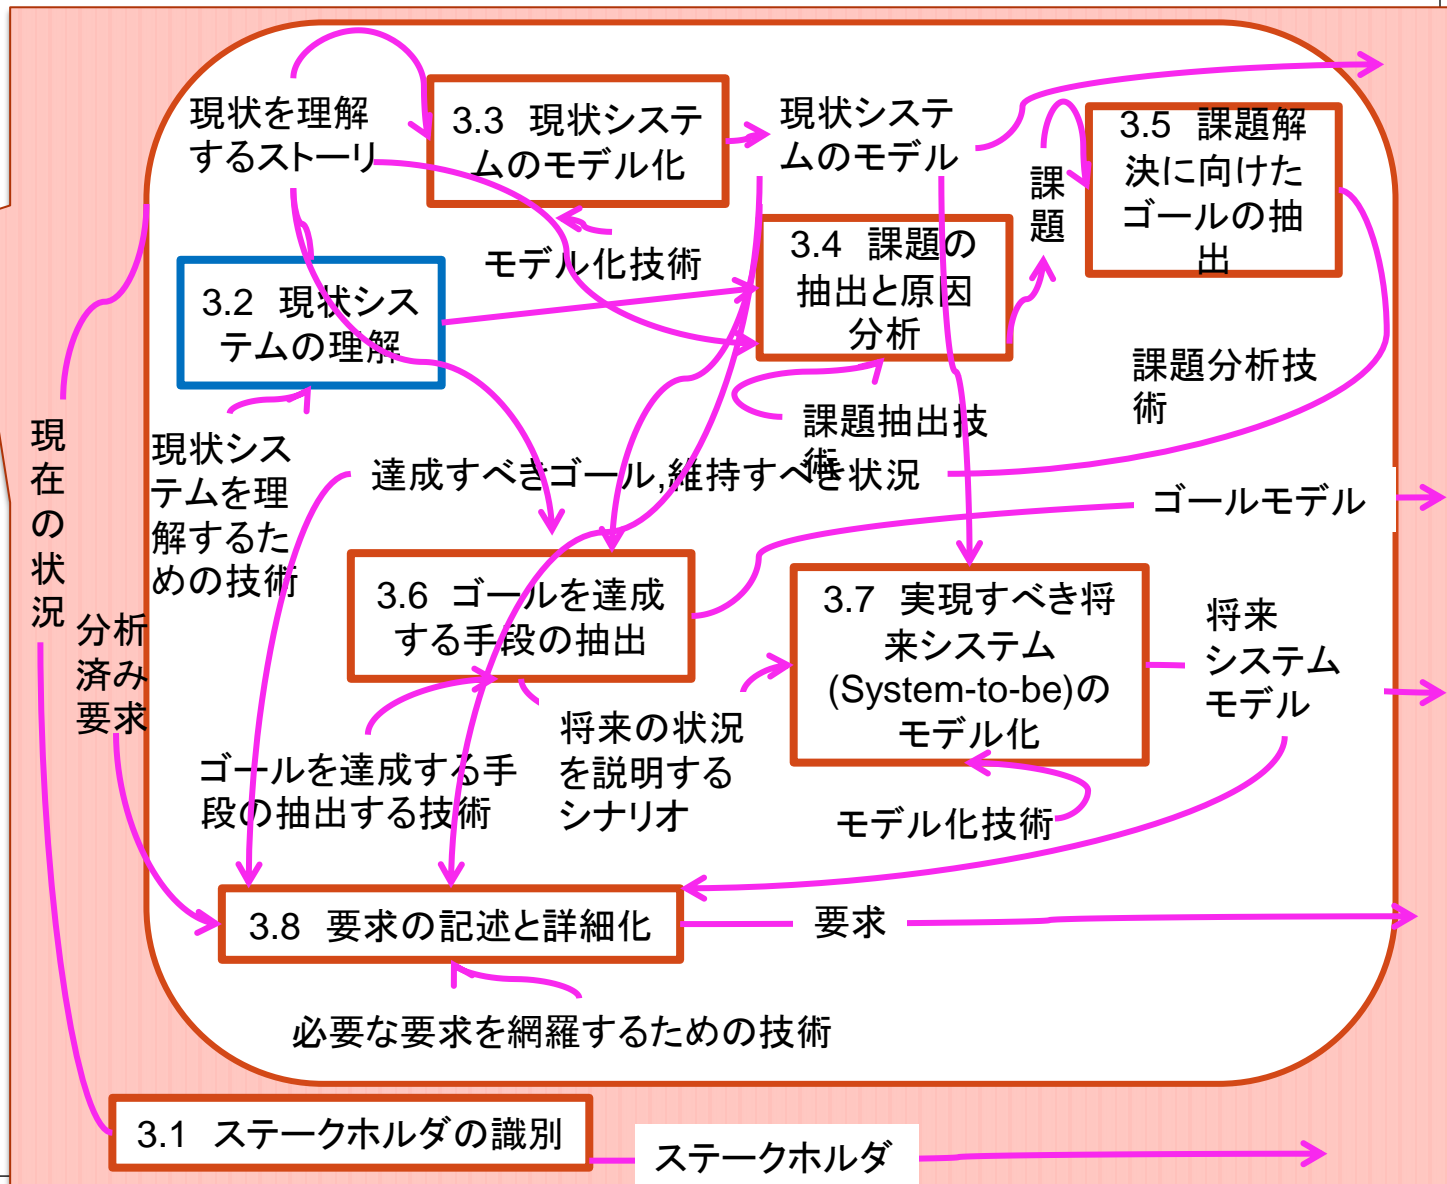 現状を理解
するストーリ
3.3 現状システ
ムのモデル化
現状システ
ムのモデル
3.5 課題解
決に向けた
ゴールの抽
出
課
題
モデル化技術
3.4 課題の
抽出と原因
分析
3.2 現状シス
テムの理解
課題分析技
術
課題抽出技
術
現
在
の
状
況
現状シス
テムを理
解するた
めの技術
達成すべきゴール,維持すべき状況
ゴールモデル
3.6 ゴールを達成
する手段の抽出
3.7 実現すべき将
来システム
(System-to-be)の
モデル化
将来
システム
モデル
分析
済み
要求
将来の状況
を説明する
シナリオ
ゴールを達成する手
段の抽出する技術
モデル化技術
3.8 要求の記述と詳細化
要求
必要な要求を網羅するための技術
3.1 ステークホルダの識別
ステークホルダ